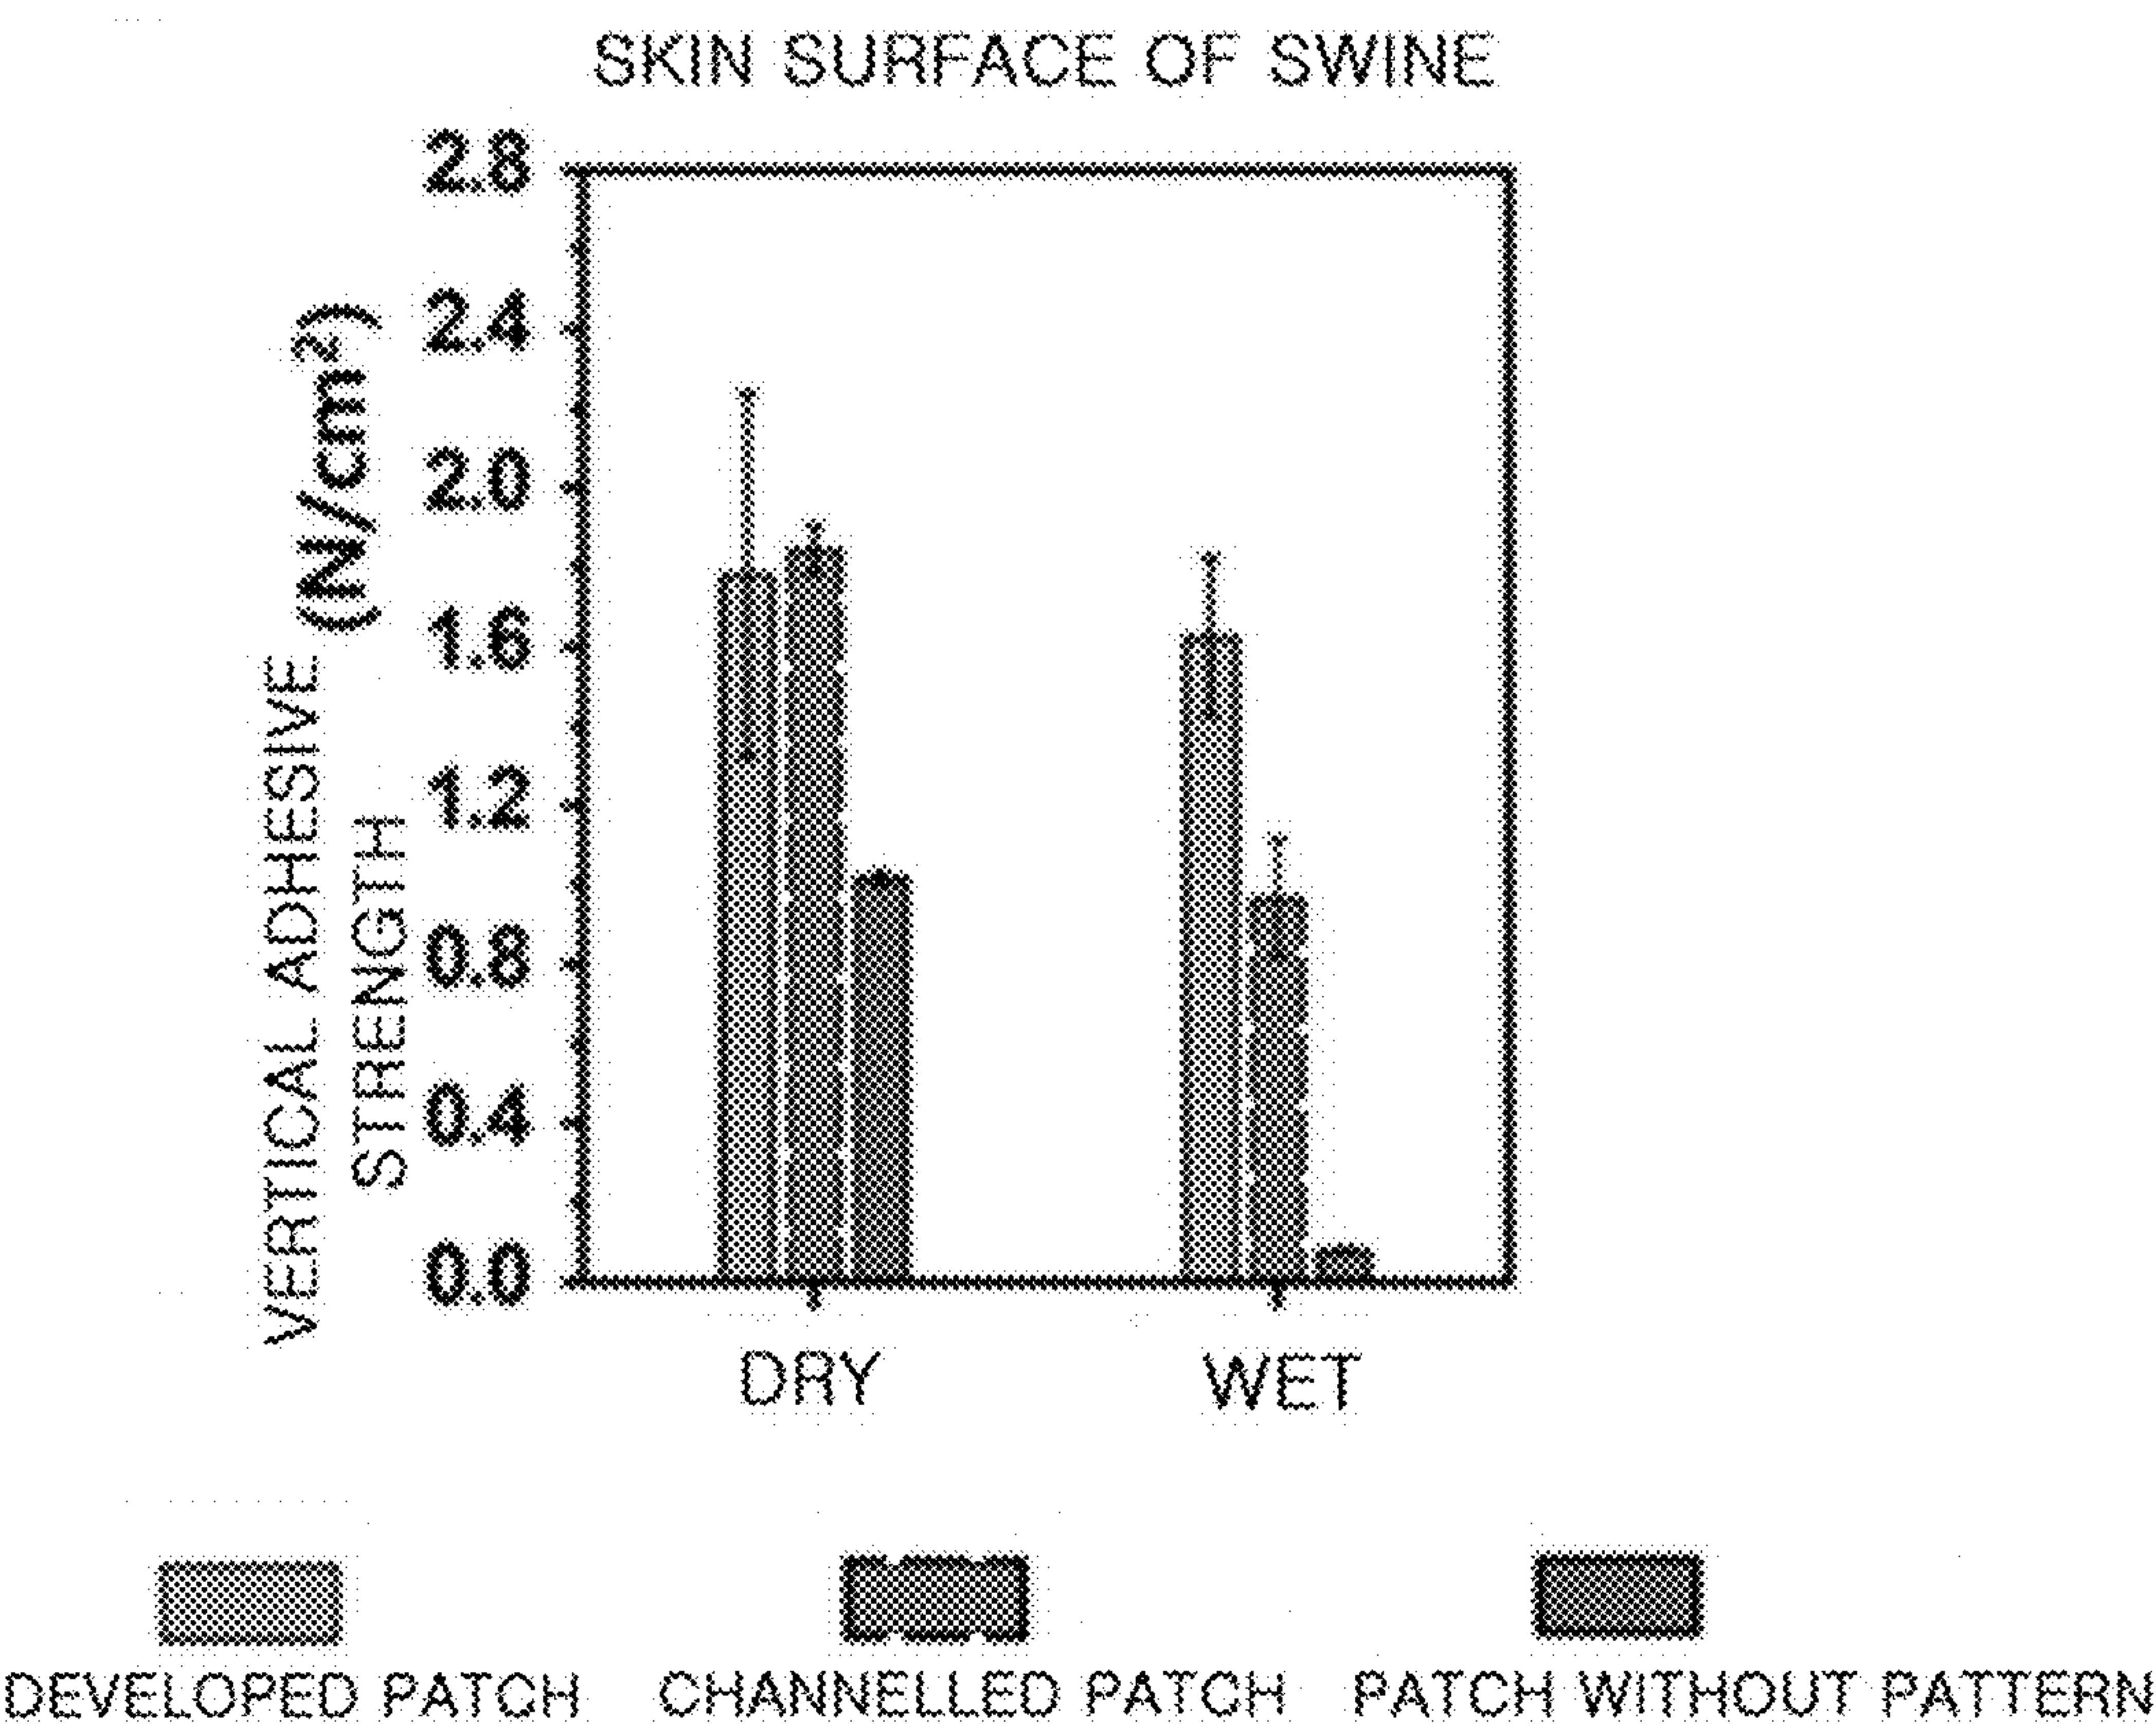 SKIN SURFACE OF SWINE
VERTICAL ADHESIVE (N/cm²)
STRENGTH
2.8
2.4
2.0
1.6
1.2
0.8
0.4
0.0
DRY WET
DEVELOPED PATCH CHANNELLED PATCH PATCH WITHOUT PATTERN